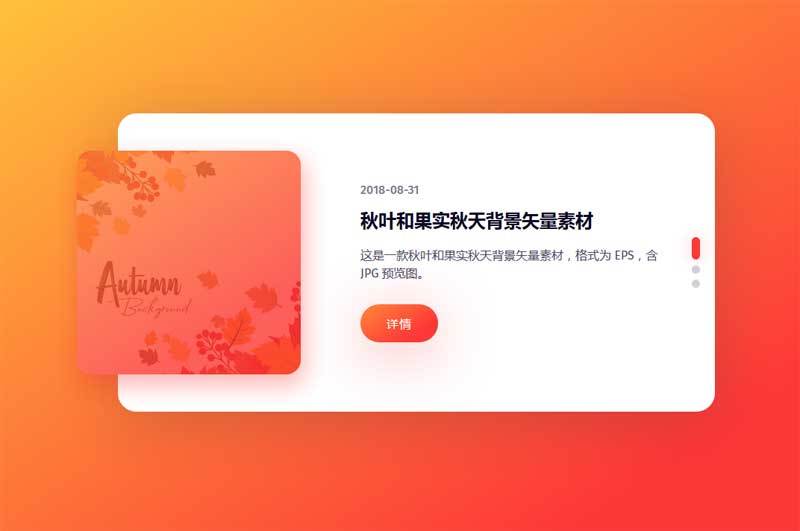 Autumn
Background
2018-08-31
秋叶和果实秋天背景矢量素材
这是一款秋叶和果实秋天背景矢量素材，格式为 EPS，含
JPG 预览图。
详情